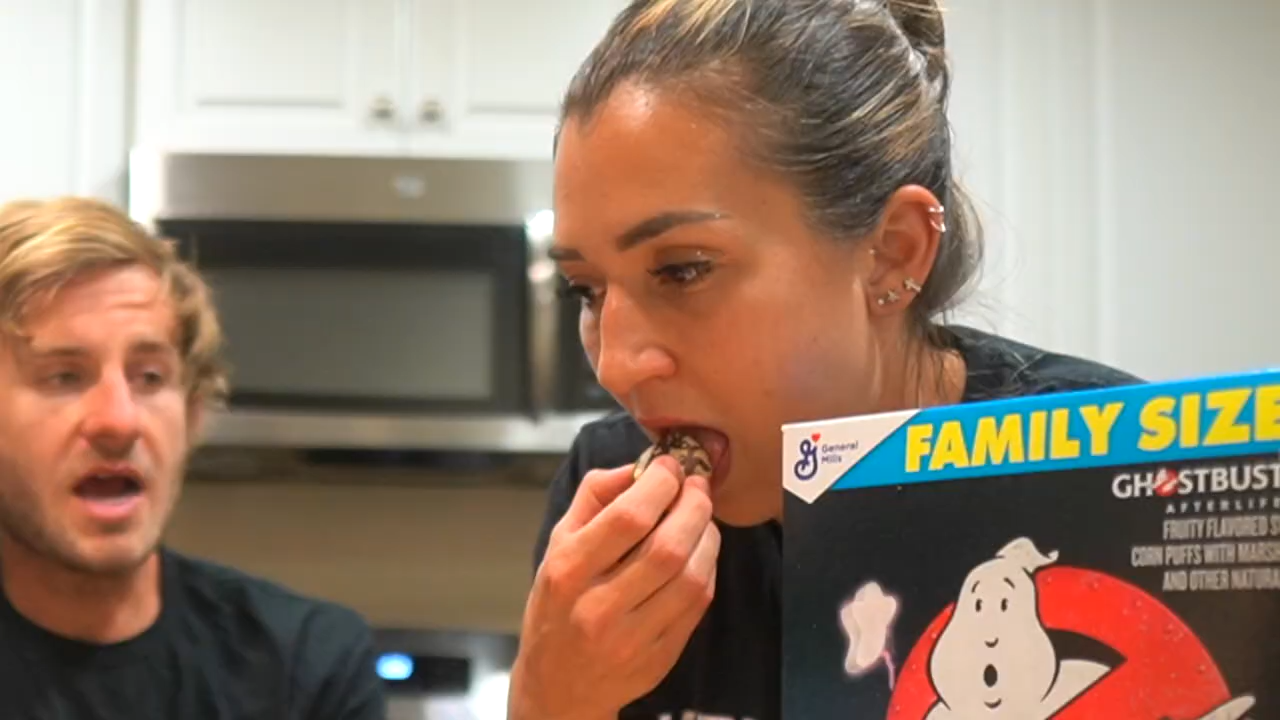 General
Mills
FAMILY SIZE
GHOSTBUST
AFTERLIFE
FRUITY FLAVORED S
CORN PUFFS WITH MARSH
AND OTHER NATURA